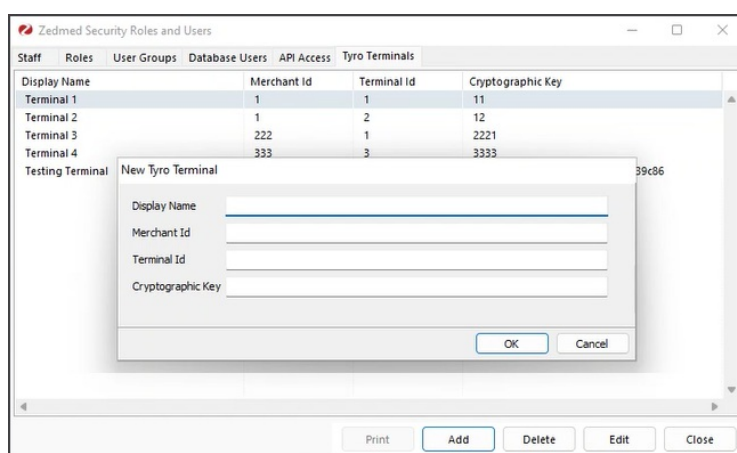 Zedmed Security Roles and Users
Staff Roles User Groups Database Users API Access Tyro Terminals
Display Name Merchant Id Terminal Id Cryptographic Key
Terminal 1 1 1 11
Terminal 2 1 2 12
Terminal 3 222 1 2221
Terminal 4 333 3 3333
Testing Terminal 39c86
New Tyro Terminal
Display Name
Merchant Id
Terminal Id
Cryptographic Key
OK Cancel
Print Add Delete Edit Close